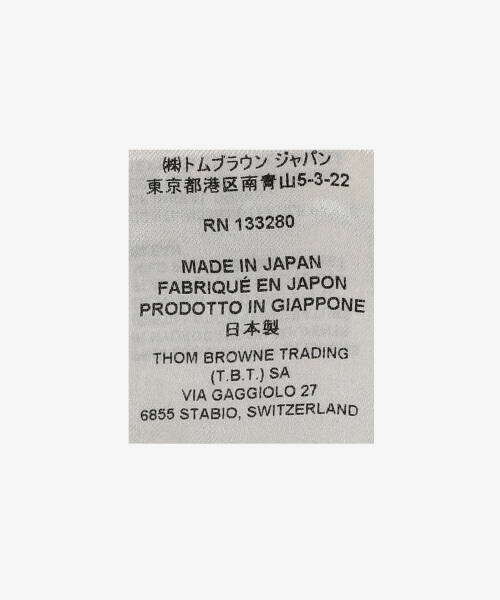 ㈱トムブラウン ジャパン
東京都港区南青山5-3-22
RN 133280
MADE IN JAPAN
FABRIQUÉ EN JAPON
PRODOTTO IN GIAPPONE
日本製
THOM BROWNE TRADING
(T.B.T.) SA
VIA GAGGIOLO 27
6855 STABIO, SWITZERLAND